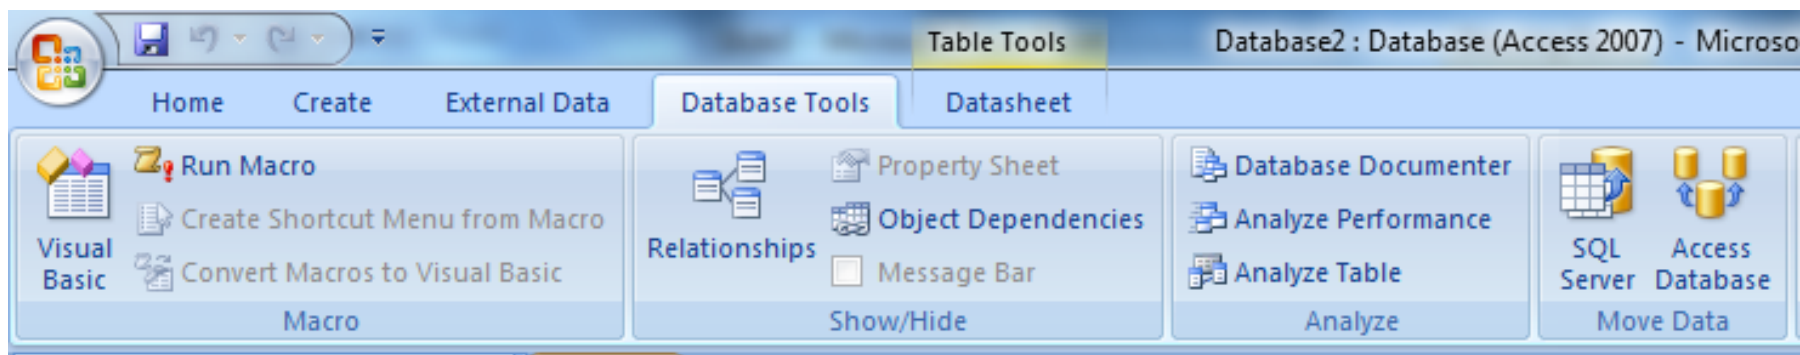 Table Tools
Database2 : Database (Access 2007) - Microso
Home Create External Data Database Tools Datasheet
Visual Basic
Run Macro
Create Shortcut Menu from Macro
Convert Macros to Visual Basic
Macro
Relationships
Property Sheet
Object Dependencies
Message Bar
Show/Hide
Database Documenter
Analyze Performance
Analyze Table
Analyze
SQL
Server
Access
Database
Move Data